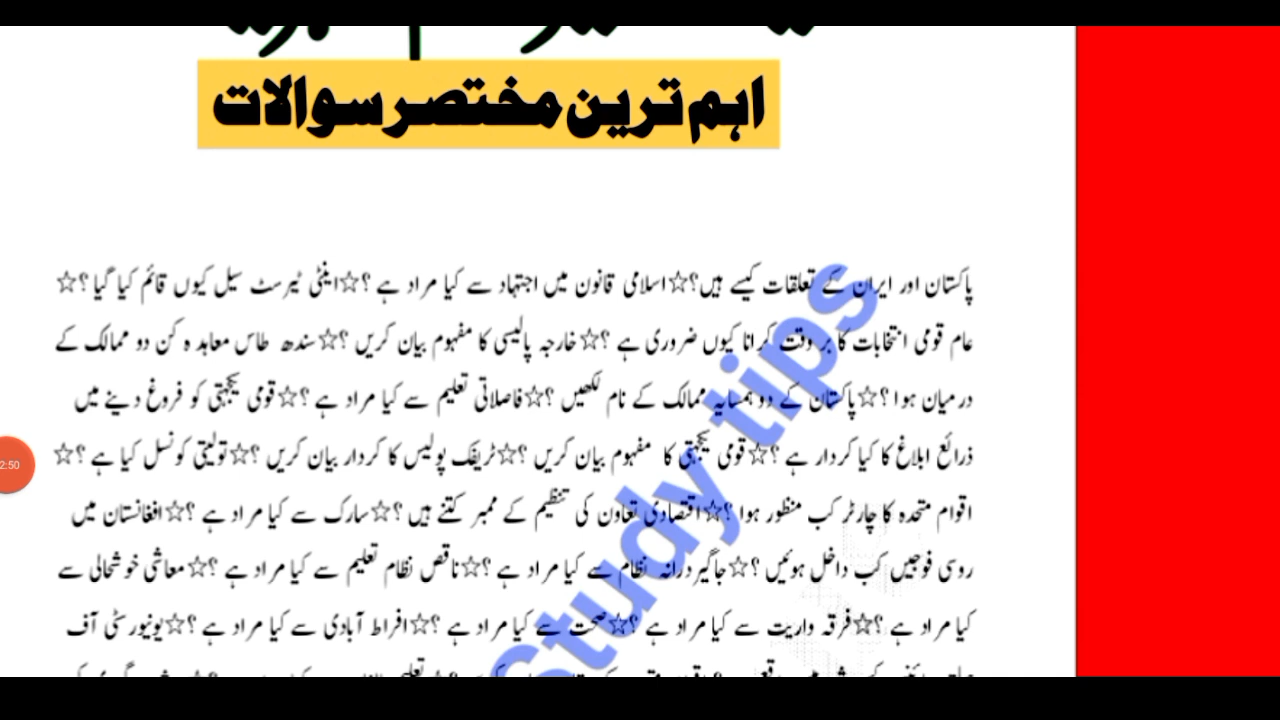 اہم ترین مختصر سوالات
پاکستان اور ایران کے تعلقات کیسے ہیں؟☆اسلامی قانون میں اجتہاد سے کیا مراد ہے ؟☆اینٹی ٹیرسٹ سیل کیوں قائم کیا گیا ؟☆
عام قومی انتخابات کا بر وقت کرانا کیوں ضروری ہے ؟☆خارجہ پالیسی کا مفہوم بیان کریں ؟☆سندھ طاس معاہد ہ کن دو ممالک کے
درمیان ہوا ؟☆پاکستان کے دو ہمسایہ ممالک کے نام لکھیں ؟☆فاصلاتی تعلیم سے کیا مراد ہے ؟☆قومی یکجہتی کو فروغ دینے میں
ذرائع ابلاغ کا کیا کردار ہے ؟☆قومی یکجہتی کا مفہوم بیان کریں ؟☆ٹریفک پولیس کا کردار بیان کریں ؟☆تولیتی کونسل کیا ہے ؟☆
اقوام متحدہ کا چارٹر کب منظور ہوا ؟☆اقتصادی تعاون کی تنظیم کے ممبر کتنے ہیں ؟☆سارک سے کیا مراد ہے ؟☆افغانستان میں
روسی فوجیں کب داخل ہوئیں ؟☆جاگیردرانہ نظام سے کیا مراد ہے ؟☆ناقص نظام تعلیم سے کیا مراد ہے ؟☆معاشی خوشحالی سے
کیا مراد ہے ؟☆فرقہ واریت سے کیا مراد ہے ؟☆صحت سے کیا مراد ہے ؟☆افراط آبادی سے کیا مراد ہے ؟☆یونیورسٹی آف
Study tips
2:50